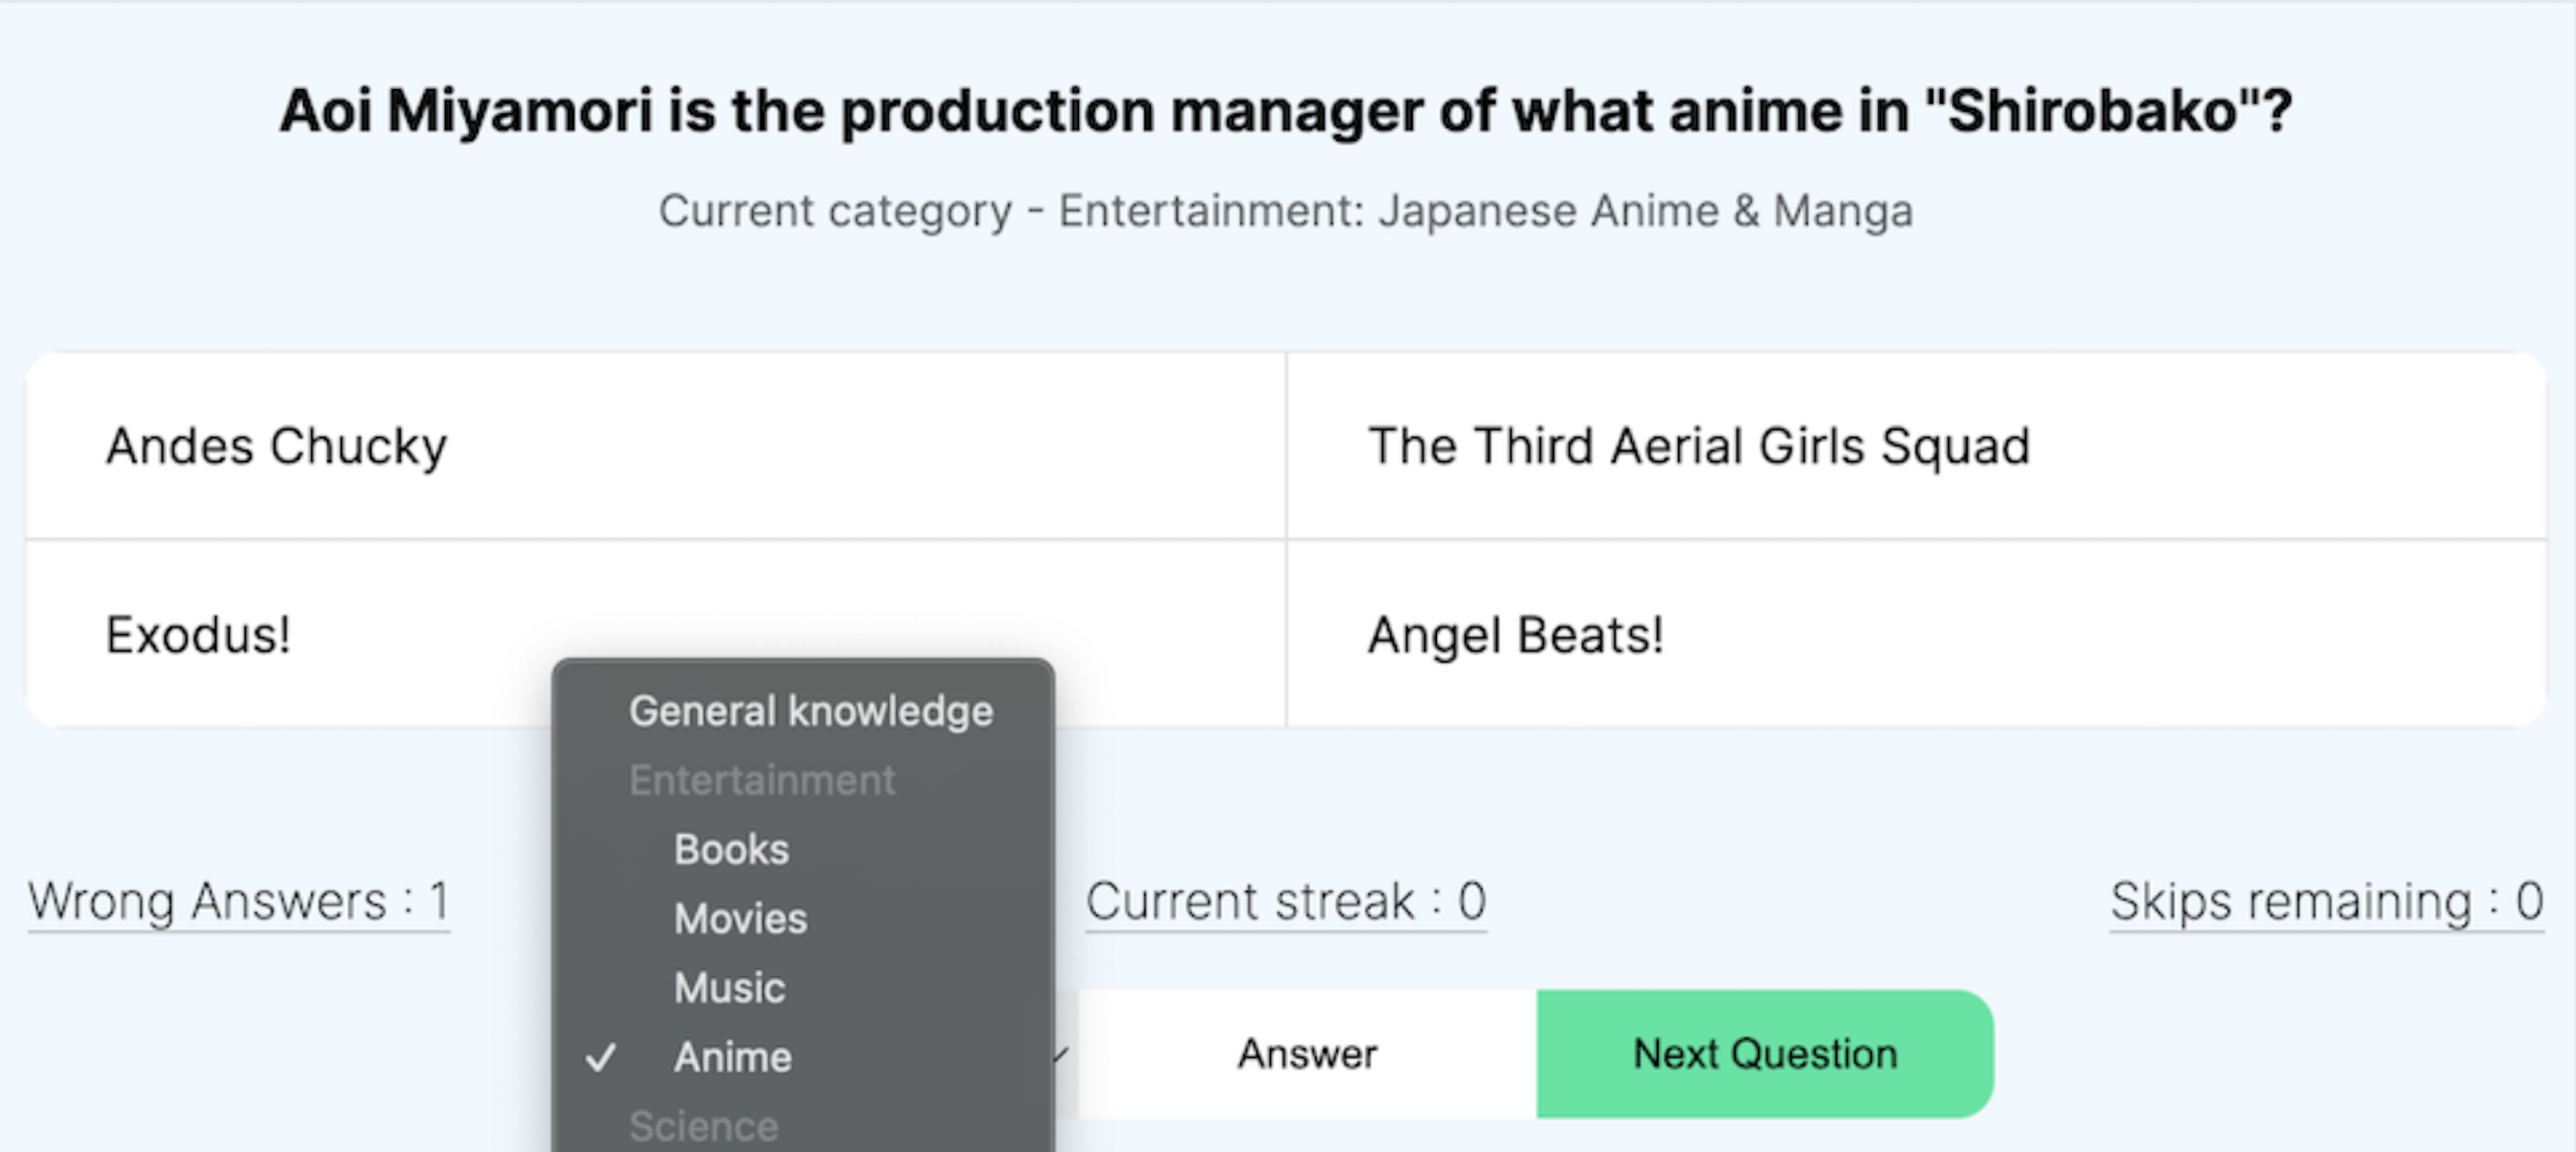 Aoi Miyamori is the production manager of what anime in "Shirobako"?
Current category - Entertainment: Japanese Anime & Manga
Andes Chucky
The Third Aerial Girls Squad
Exodus!
Angel Beats!
General knowledge
Entertainment
Books
Movies
Music
✓ Anime
Science
Wrong Answers : 1
Current streak : 0
Skips remaining : 0
Answer
Next Question